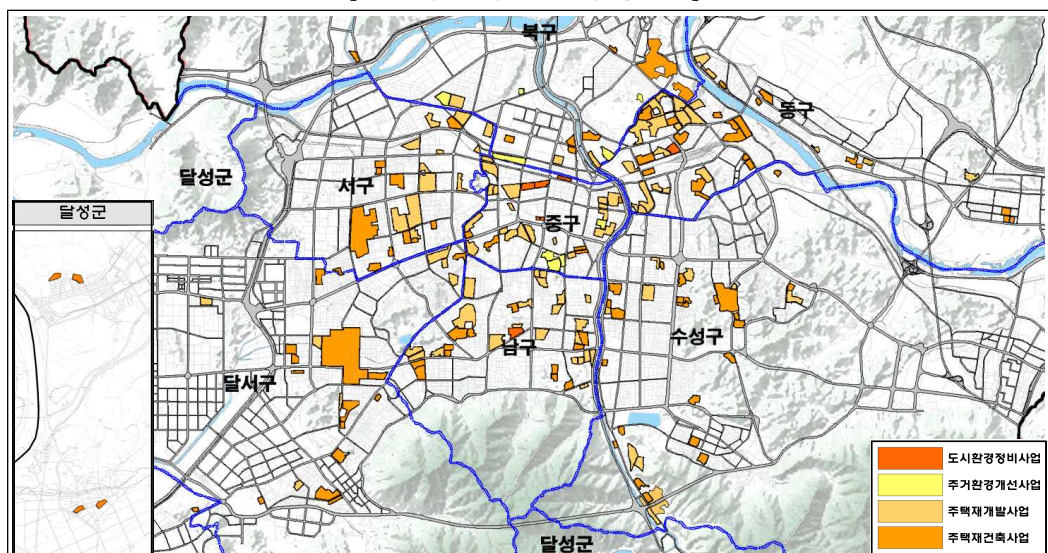 북구
동구
달성군
서구
달성군
중구
수성구
남구
달서구
도시환경정비사업
주거환경개선사업
주택재개발사업
주택재건축사업
달성군